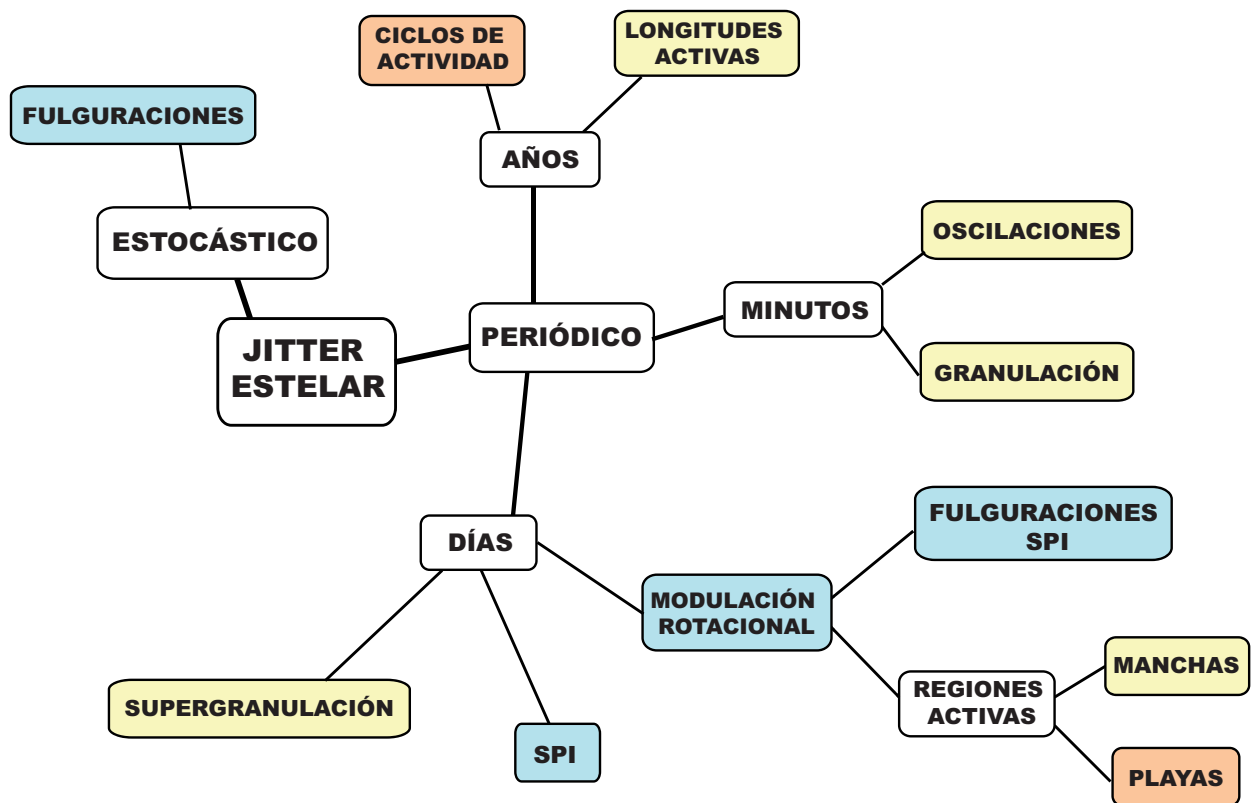 CICLOS DE
ACTIVIDAD
LONGITUDES
ACTIVAS
FULGURACIONES
AÑOS
ESTOCÁSTICO
OSCILACIONES
MINUTOS
PERIÓDICO
JITTER
ESTELAR
GRANULACIÓN
DÍAS
FULGURACIONES
SPI
MODULACIÓN
ROTACIONAL
MANCHAS
REGIONES
ACTIVAS
SUPERGRANULACIÓN
SPI
PLAYAS